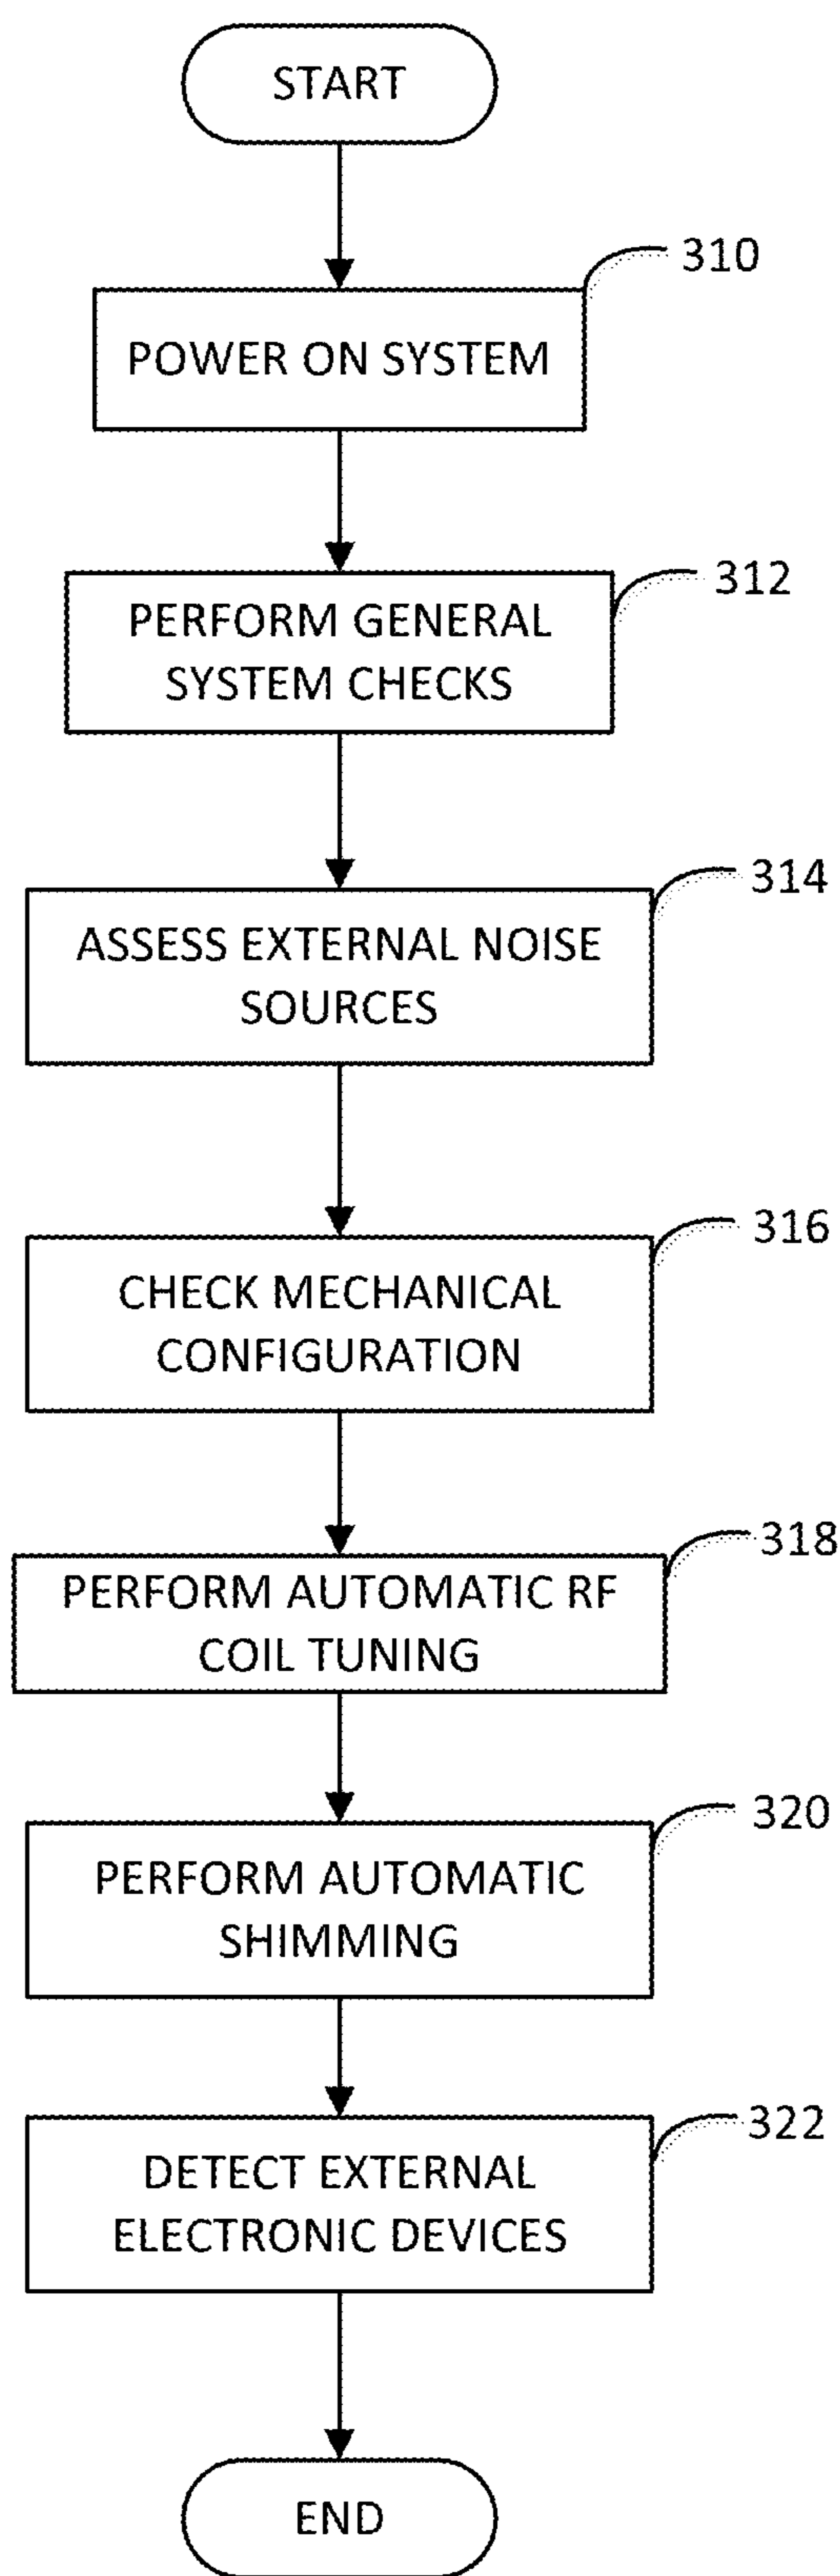 START
310
POWER ON SYSTEM
312
PERFORM GENERAL
SYSTEM CHECKS
314
ASSESS EXTERNAL NOISE
SOURCES
316
CHECK MECHANICAL
CONFIGURATION
318
PERFORM AUTOMATIC RF
COIL TUNING
320
PERFORM AUTOMATIC
SHIMMING
322
DETECT EXTERNAL
ELECTRONIC DEVICES
END